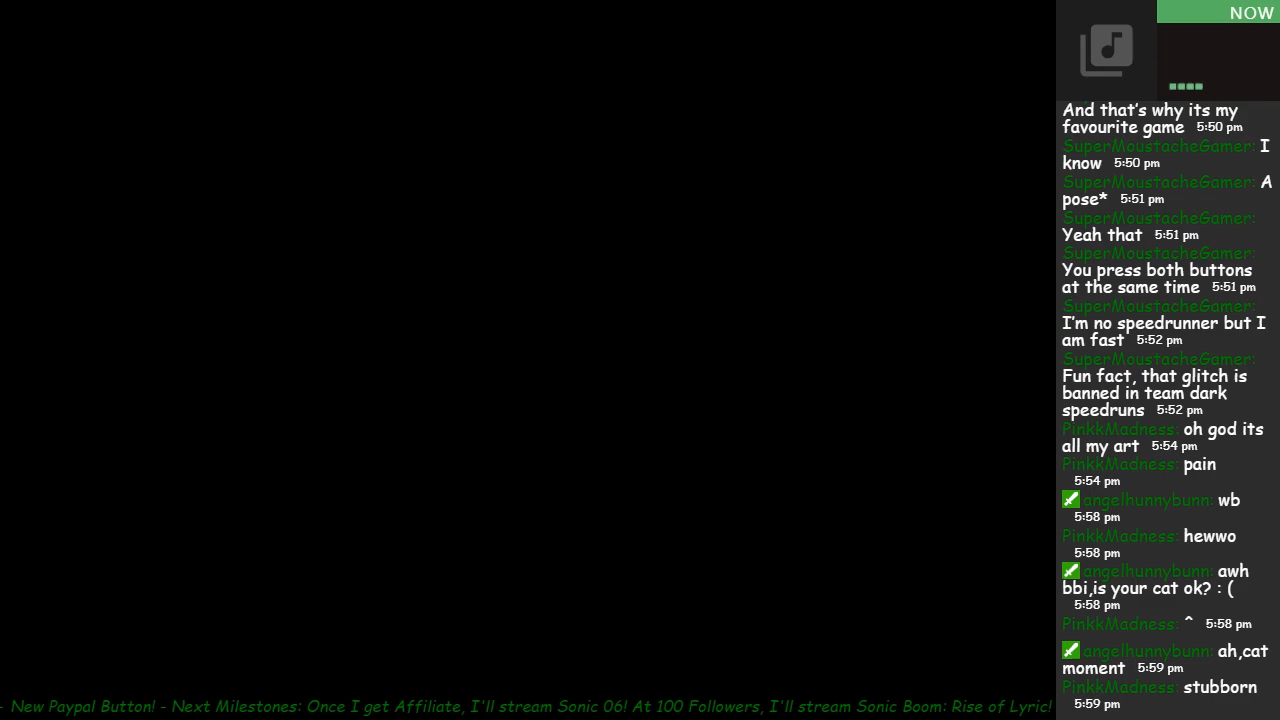 NOW
And that's why its my
favourite game 5:50 pm
SuperMoustacheGamer: I
know 5:50 pm
SuperMoustacheGamer: A
pose* 5:51 pm
SuperMoustacheGamer:
Yeah that 5:51 pm
SuperMoustacheGamer:
You press both buttons
at the same time 5:51 pm
SuperMoustacheGamer:
I'm no speedrunner but I
am fast 5:52 pm
SuperMoustacheGamer:
Fun fact, that glitch is
banned in team dark
speedruns 5:52 pm
PinkkMadness: oh god its
all my art 5:54 pm
PinkkMadness: pain
5:54 pm
angelhunnybunn: wb
5:58 pm
PinkkMadness: hewwo
5:58 pm
angelhunnybunn: awh
bbi,is your cat ok? : (
5:58 pm
PinkkMadness: ^ 5:58 pm
angelhunnybunn: ah,cat
moment 5:59 pm
PinkkMadness: stubborn
5:59 pm
- New Paypal Button! - Next Milestones: Once I get Affiliate, I'll stream Sonic 06! At 100 Followers, I'll stream Sonic Boom: Rise of Lyric!